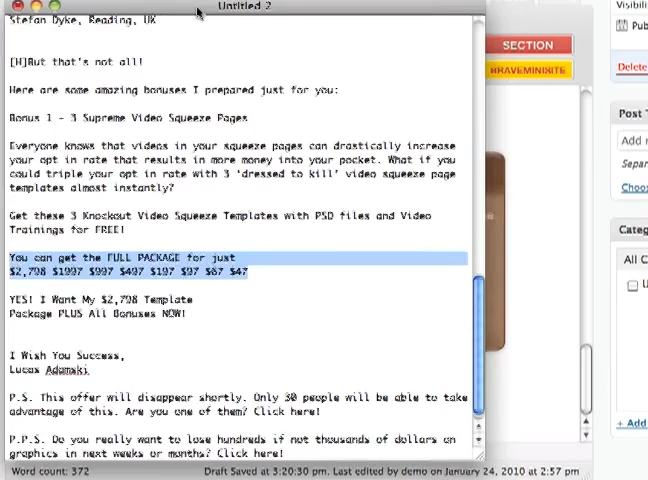 Untitled 2
Stefan Dyke, Reading, UK
[H]But that's not all!
Here are some amazing bonuses I prepared just for you:
Bonus 1 - 3 Supreme Video Squeeze Pages
Everyone knows that videos in your squeeze pages can drastically increase
your opt in rate that results in more money into your pocket. What if you
could triple your opt in rate with 3 'dressed to kill' video squeeze page
templates almost instantly?
Get these 3 Knockout Video Squeeze Templates with PSD files and Video
Trainings for FREE!
You can get the FULL PACKAGE for just
$2,798 $1997 $997 $497 $197 $97 $67 $47
YES! I Want My $2,798 Template
Package PLUS All Bonuses NOW!
I Wish You Success,
Lucas Adamski
P.S. This offer will disappear shortly. Only 30 people will be able to take
advantage of this. Are you one of them? Click here!
P.P.S. Do you really want to lose hundreds if not thousands of dollars on
graphics in next weeks or months? Click here!
Word count: 372
Draft Saved at 3:20:30 pm. Last edited by demo on January 24, 2010 at 2:57 pm
SECTION
#RAVEMINISITE
Visibili
Pub
Delete
Post T
Add n
Separ
Choos
Categ
All C
U
+ Add